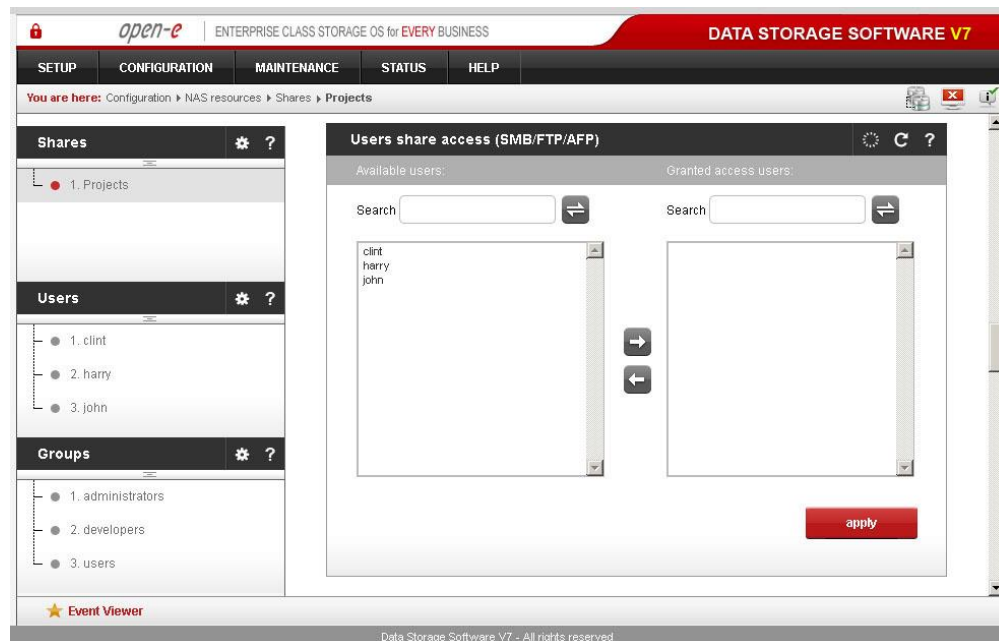 open-e ENTERPRISE CLASS STORAGE OS for EVERY BUSINESS DATA STORAGE SOFTWARE V7
SETUP CONFIGURATION MAINTENANCE STATUS HELP
You are here: Configuration ▸ NAS resources ▸ Shares ▸ Projects
Shares ?
1. Projects
Users ?
1. clint
2. harry
3. john
Groups ?
1. administrators
2. developers
3. users
Users share access (SMB/FTP/AFP) ?
Available users: Granted access users:
Search Search
clint
harry
john
apply
Event Viewer
Data Storage Software V7 - All rights reserved